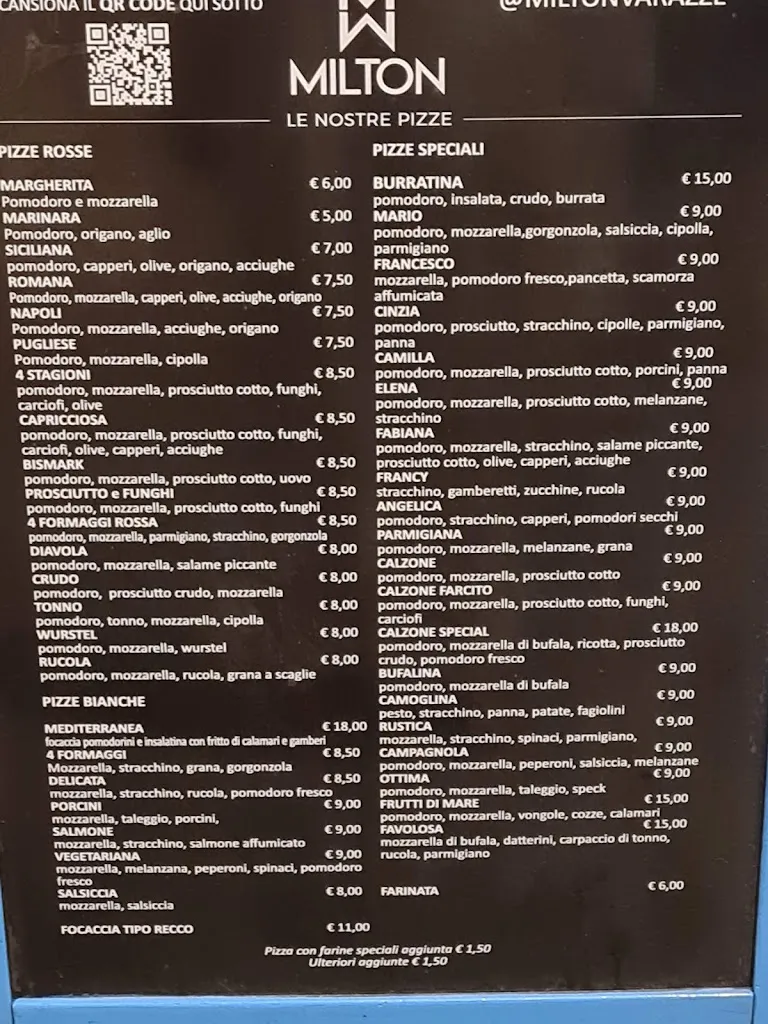 CANSIONA IL QR CODE QUI SOTTO
@MILTONVARAZZE
MILTON
LE NOSTRE PIZZE
PIZZE ROSSE
MARGHERITA € 6,00
Pomodoro e mozzarella
MARINARA € 5,00
Pomodoro, origano, aglio
SICILIANA € 7,00
pomodoro, capperi, olive, origano, acciughe
ROMANA € 7,50
Pomodoro, mozzarella, capperi, olive, acciughe, origano
NAPOLI € 7,50
Pomodoro, mozzarella, acciughe, origano
PUGLIESE € 7,50
Pomodoro, mozzarella, cipolla
4 STAGIONI € 8,50
pomodoro, mozzarella, prosciutto cotto, funghi,
carciofi, olive
CAPRICCIOSA € 8,50
pomodoro, mozzarella, prosciutto cotto, funghi,
carciofi, olive, capperi, acciughe
BISMARK € 8,50
pomodoro, mozzarella, prosciutto cotto, uovo
PROSCIUTTO e FUNGHI € 8,50
pomodoro, mozzarella, prosciutto cotto, funghi
4 FORMAGGI ROSSA € 8,50
pomodoro, mozzarella, parmigiano, stracchino, gorgonzola
DIAVOLA € 8,00
pomodoro, mozzarella, salame piccante
CRUDO € 8,00
pomodoro, prosciutto crudo, mozzarella
TONNO € 8,00
pomodoro, tonno, mozzarella, cipolla
WURSTEL € 8,00
pomodoro, mozzarella, wurstel
RUCOLA € 8,00
pomodoro, mozzarella, rucola, grana a scaglie
PIZZE BIANCHE
MEDITERRANEA € 18,00
focaccia pomodorini e insalatina con fritto di calamari e gamberi
4 FORMAGGI € 8,50
Mozzarella, stracchino, grana, gorgonzola
DELICATA € 8,50
mozzarella, stracchino, rucola, pomodoro fresco
PORCINI € 9,00
mozzarella, taleggio, porcini,
SALMONE € 9,00
mozzarella, stracchino, salmone affumicato
VEGETARIANA € 9,00
mozzarella, melanzana, peperoni, spinaci, pomodoro
fresco
SALSICCIA € 8,00
mozzarella, salsiccia
FOCACCIA TIPO RECCO € 11,00
PIZZE SPECIALI
BURRATINA € 15,00
pomodoro, insalata, crudo, burrata
MARIO € 9,00
pomodoro, mozzarella,gorgonzola, salsiccia, cipolla,
parmigiano
FRANCESCO € 9,00
mozzarella, pomodoro fresco,pancetta, scamorza
affumicata
CINZIA € 9,00
pomodoro, prosciutto, stracchino, cipolle, parmigiano,
panna
CAMILLA € 9,00
pomodoro, mozzarella, prosciutto cotto, porcini, panna
ELENA € 9,00
pomodoro, mozzarella, prosciutto cotto, melanzane,
stracchino
FABIANA € 9,00
pomodoro, mozzarella, stracchino, salame piccante,
prosciutto cotto, olive, capperi, acciughe
FRANCY € 9,00
stracchino, gamberetti, zucchine, rucola
ANGELICA € 9,00
pomodoro, stracchino, capperi, pomodori secchi
PARMIGIANA € 9,00
pomodoro, mozzarella, melanzane, grana
CALZONE € 9,00
pomodoro, mozzarella, prosciutto cotto
CALZONE FARCITO € 9,00
pomodoro, mozzarella, prosciutto cotto, funghi,
carciofi
CALZONE SPECIAL € 18,00
pomodoro, mozzarella di bufala, ricotta, prosciutto
crudo, pomodoro fresco
BUFALINA € 9,00
pomodoro, mozzarella di bufala
CAMOGLINA € 9,00
pesto, stracchino, panna, patate, fagiolini
RUSTICA € 9,00
mozzarella, stracchino, spinaci, parmigiano,
CAMPAGNOLA € 9,00
pomodoro, mozzarella, peperoni, salsiccia, melanzane
OTTIMA € 9,00
pomodoro, mozzarella, taleggio, speck
FRUTTI DI MARE € 15,00
pomodoro, mozzarella, vongole, cozze, calamari
FAVOLOSA € 15,00
mozzarella di bufala, datterini, carpaccio di tonno,
rucola, parmigiano
FARINATA € 6,00
Pizza con farine speciali aggiunta € 1,50
Ulteriori aggiunte € 1,50